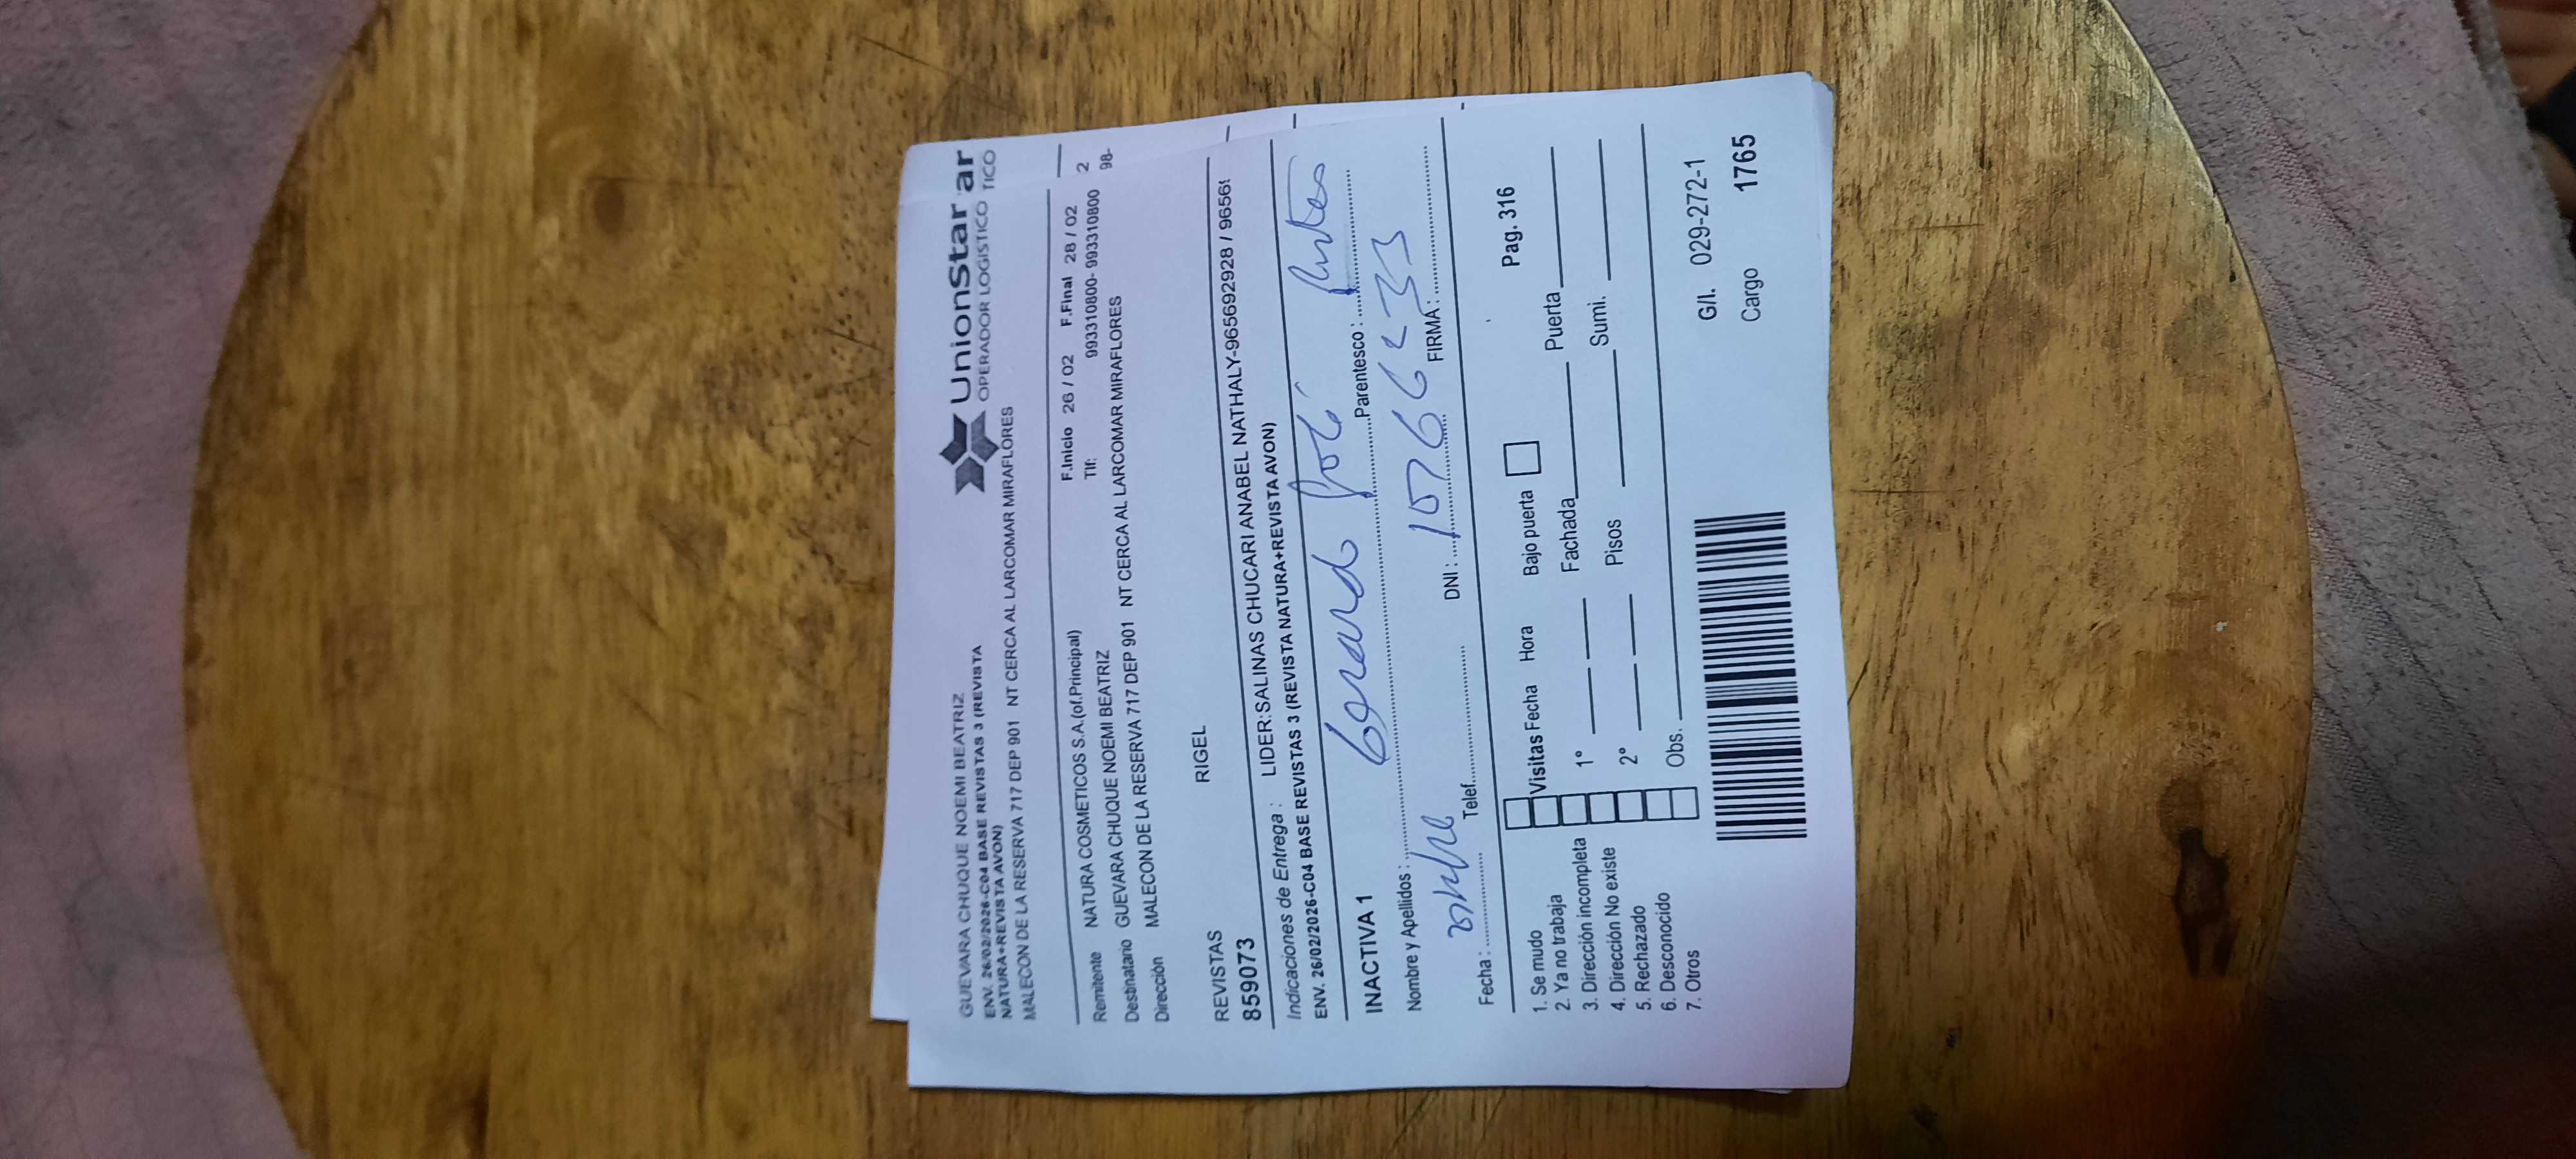 UnionStar ar
OPERADOR LOGISTICO TICO
GUEVARA CHUQUE NOEMI BEATRIZ
ENV. 26/02/2026-C04 BASE REVISTAS 3 (REVISTA
NATURA+REVISTA AVON)
MALECON DE LA RESERVA 717 DEP 901 NT CERCA AL LARCOMAR MIRAFLORES
F.Inicio 26 / 02 F.Final 28 / 02 2
Remitente NATURA COSMETICOS S.A.(of.Principal) Tlf: 993310800- 993310800 98-
Destinatario GUEVARA CHUQUE NOEMI BEATRIZ
Dirección MALECON DE LA RESERVA 717 DEP 901 NT CERCA AL LARCOMAR MIRAFLORES
RIGEL
REVISTAS
859073
Indicaciones de Entrega : LIDER:SALINAS CHUCARI ANABEL NATHALY-965692928 / 9656
ENV. 26/02/2026-C04 BASE REVISTAS 3 (REVISTA NATURA+REVISTA AVON)
INACTIVA 1
Gerardo
Nombre y Apellidos : Parentesco :
Fecha : Telef. DNI : FIRMA :
1. Se mudo
2. Ya no trabaja
3. Dirección incompleta
4. Dirección No existe
5. Rechazado
6. Desconocido
7. Otros
Visitas Fecha Hora Bajo puerta Pag. 316
1° Fachada Puerta
2° Pisos Sumi.
Obs.
G/l. 029-272-1
Cargo 1765